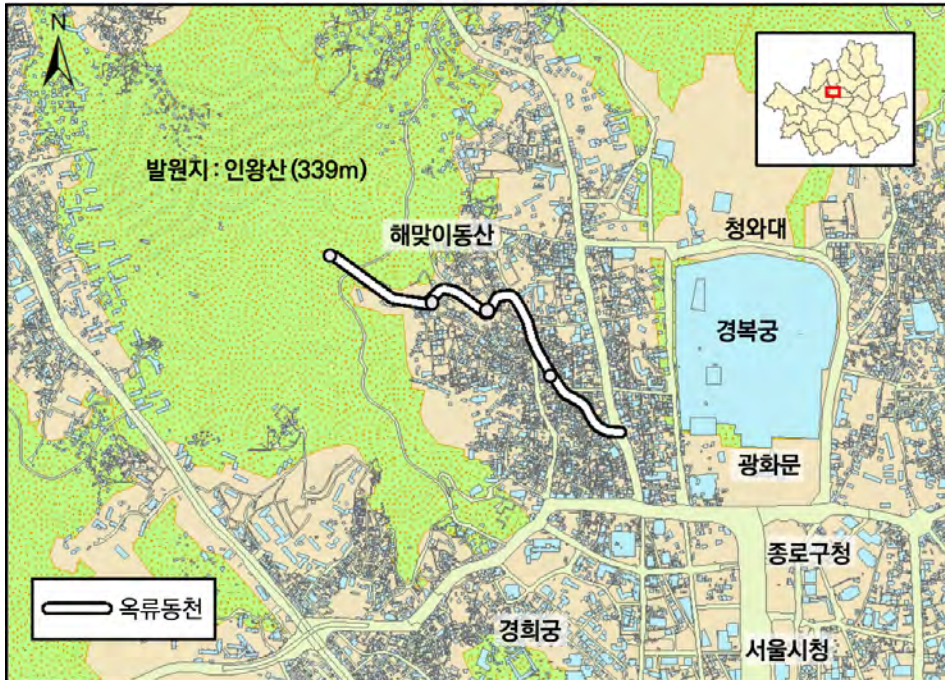 N
발원지 : 인왕산 (339m)
해맞이동산
청와대
경복궁
광화문
종로구청
옥류동천
경희궁
서울시청